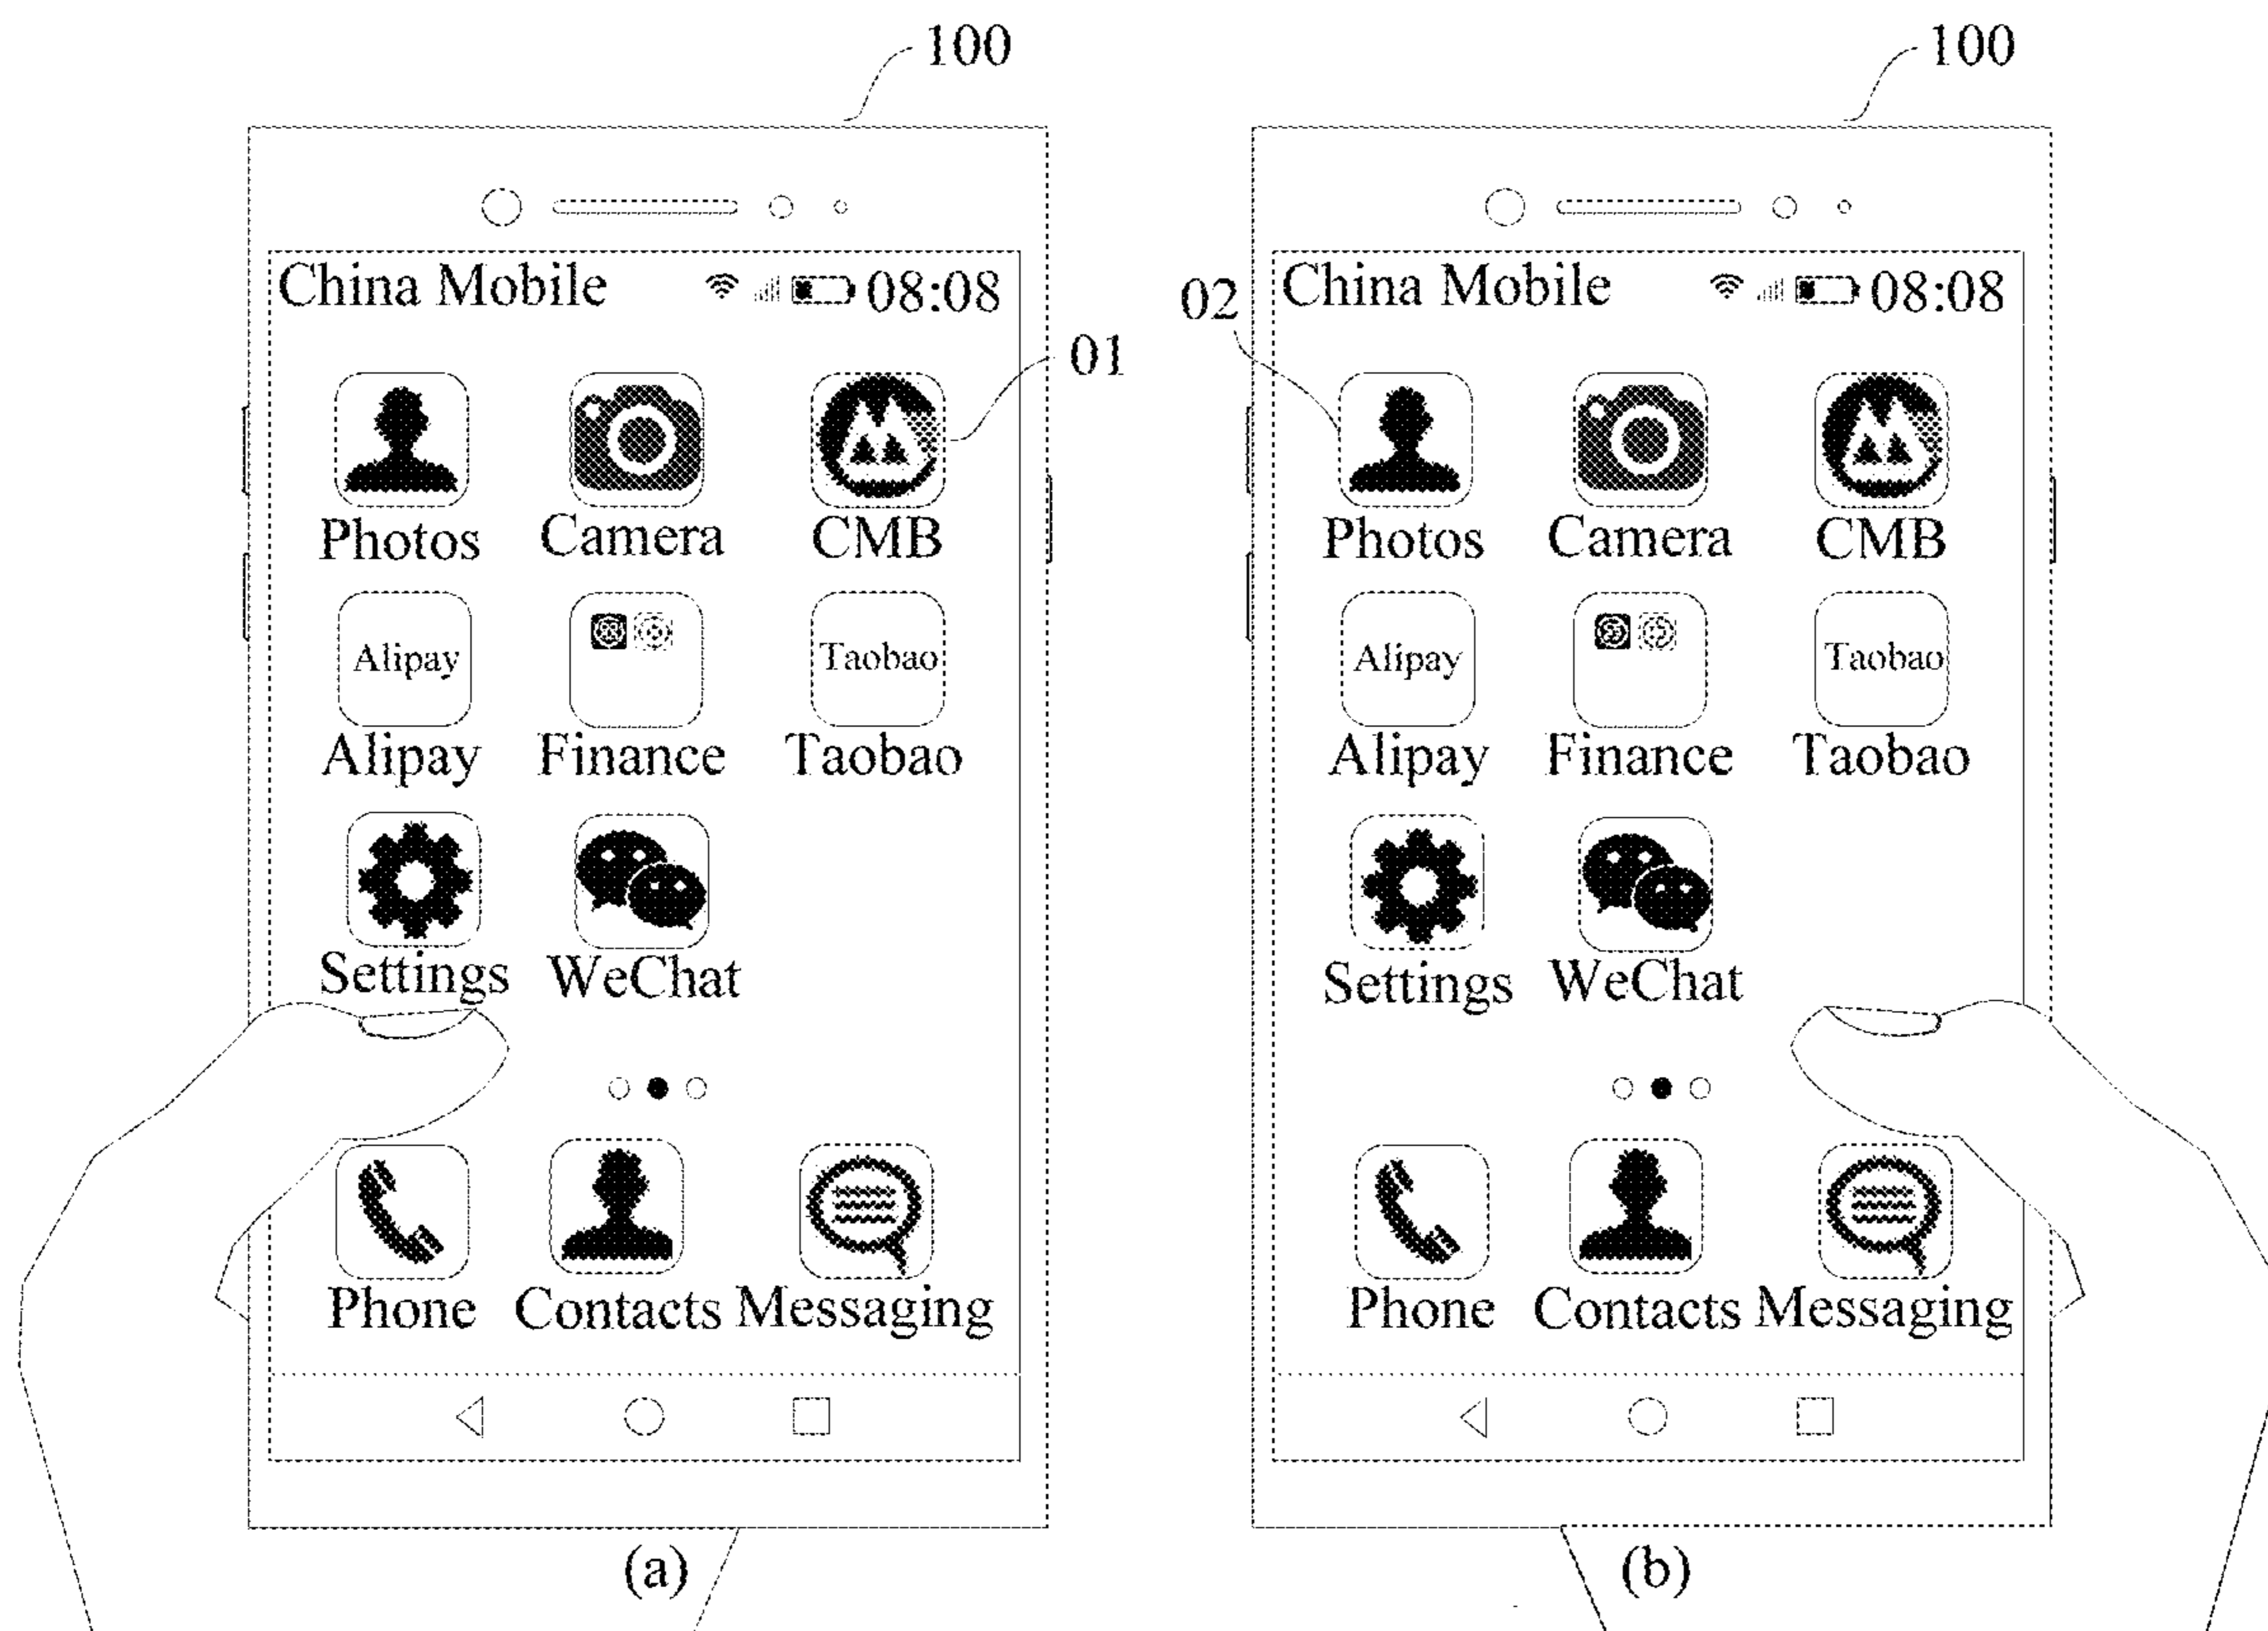 100
China Mobile 08:08
01
Photos Camera CMB
Alipay Taobao
Alipay Finance Taobao
Settings WeChat
Phone Contacts Messaging
(a)
100
02
China Mobile 08:08
Photos Camera CMB
Alipay Taobao
Alipay Finance Taobao
Settings WeChat
Phone Contacts Messaging
(b)